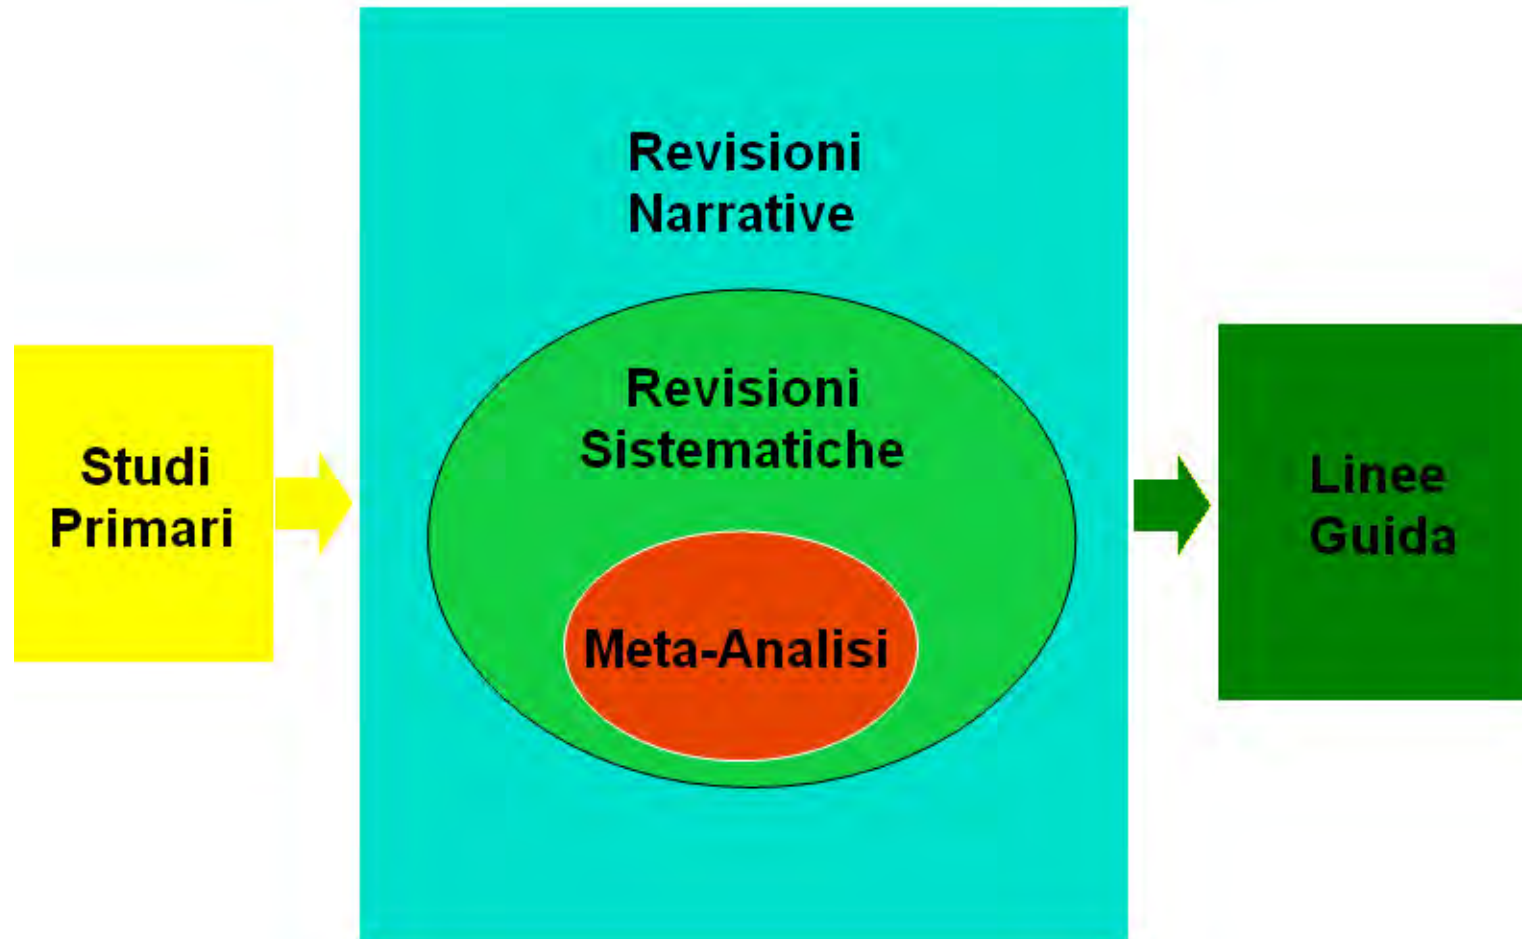 Revisioni
Narrative
Revisioni
Sistematiche
Studi
Primari
Linee
Guida
Meta-Analisi